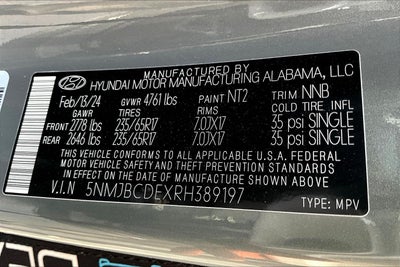 MANUFACTURED BY
HYUNDAI MOTOR MANUFACTURING ALABAMA, LLC
Feb/13/24 GVWR 4761 lbs PAINT NT2 TRIM NNB
GAWR TIRES RIMS COLD TIRE INFL
FRONT 2778 lbs 235/65R17 7.0JX17 35 psi SINGLE
REAR 2646 lbs 235/65R17 7.0JX17 35 psi SINGLE
THIS VEHICLE CONFORMS TO ALL APPLICABLE U.S.A. FEDERAL
MOTOR VEHICLE SAFETY AND THEFT PREVENTION STANDARDS
IN EFFECT ON THE DATE OF MANUFACTURE SHOWN ABOVE.
V.I.N 5NMJBCDEXRH389197
TYPE: MPV